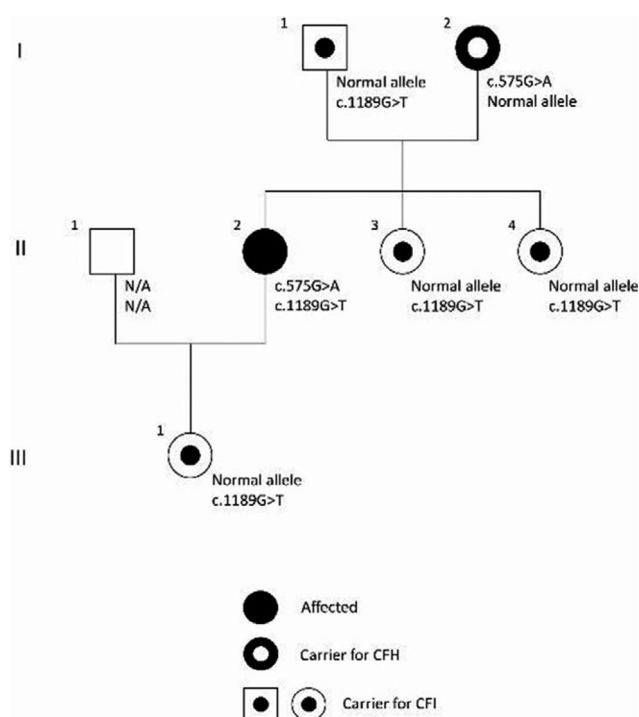 I
1
2
Normal allele
c.1189G>T
c.575G>A
Normal allele
II
1
2
3
4
N/A
N/A
c.575G>A
c.1189G>T
Normal allele
c.1189G>T
Normal allele
c.1189G>T
III
1
Normal allele
c.1189G>T
Affected
Carrier for CFH
Carrier for CFI